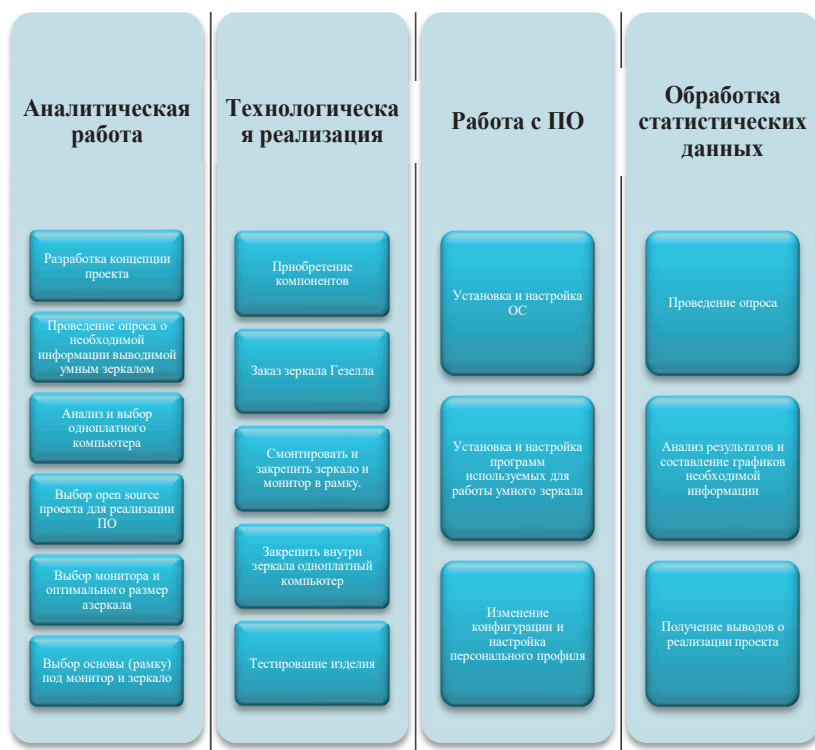 Аналитическая
работа
Разработка концепции
проекта
Проведение опроса о
необходимой
информации выводимой
умным зеркалом
Анализ и выбор
одноплатного
компьютера
Выбор open source
проекта для реализации
ПО
Выбор монитора и
оптимального размер
азеркала
Выбор основы (рамку)
под монитор и зеркало
Технологическа
я реализация
Приобретение
компонентов
Заказ зеркала Гезелла
Смонтировать и
закрепить зеркало и
монитор в рамку.
Закрепить внутри
зеркала одноплатный
компьютер
Тестирование изделия
Работа с ПО
Установка и настройка
ОС
Установка и настройка
программ
используемых для
работы умного зеркала
Изменение
конфигурации и
настройка
персонального профиля
Обработка
статистических
данных
Проведение опроса
Анализ результатов и
составление графиков
необходимой
информации
Получение выводов о
реализации проекта